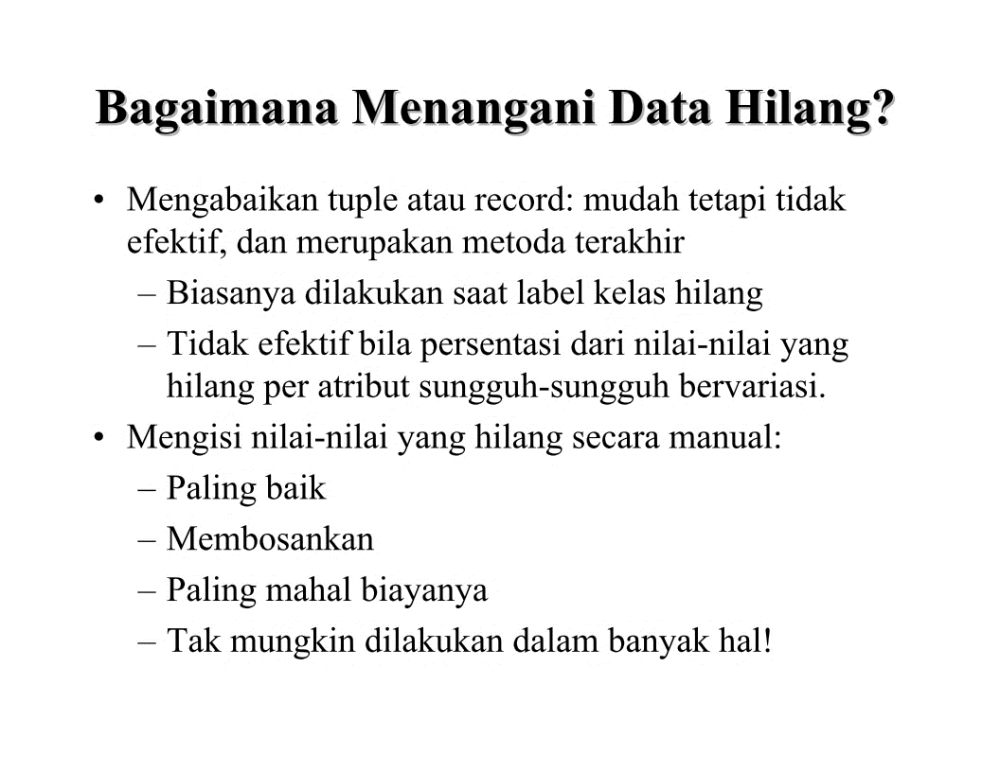 Bagaimana Menangani Data Hilang?
• Mengabaikan tuple atau record: mudah tetapi tidak
efektif, dan merupakan metoda terakhir
– Biasanya dilakukan saat label kelas hilang
– Tidak efektif bila persentasi dari nilai-nilai yang
hilang per atribut sungguh-sungguh bervariasi.
• Mengisi nilai-nilai yang hilang secara manual:
– Paling baik
– Membosankan
– Paling mahal biayanya
– Tak mungkin dilakukan dalam banyak hal!